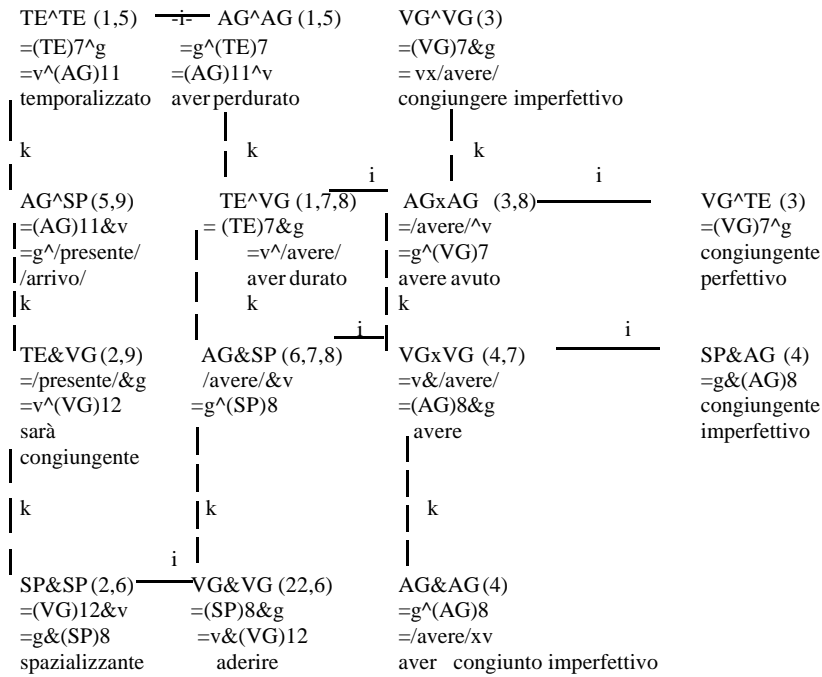 TE^TE (1,5) -i- AG^AG (1,5) VG^VG (3)
=(TE)7^g =g^(TE)7 =(VG)7&g
=v^(AG)11 =(AG)11^v = vx/avere/
temporalizzato aver perdurato congiungere imperfettivo
k k k
i i
AG^SP (5,9) TE^VG (1,7,8) AGxAG (3,8) VG^TE (3)
=(AG)11&v = (TE)7&g =/avere/^v =(VG)7^g
=g^/presente/ =v^/avere/ =g^(VG)7 congiungente
/arrivo/ aver durato avere avuto perfettivo
k k k
i i
TE&VG (2,9) AG&SP (6,7,8) VGxVG (4,7) SP&AG (4)
=/presente/&g /avere/&v =v&/avere/ =g&(AG)8
=v^(VG)12 =g^(SP)8 =(AG)8&g congiungente
sarà avere imperfettivo
congiungente
k k k
i
SP&SP (2,6) VG&VG (22,6) AG&AG (4)
=(VG)12&v =(SP)8&g =g^(AG)8
=g&(SP)8 =v&(VG)12 =/avere/xv
spazializzante aderire aver congiunto imperfettivo